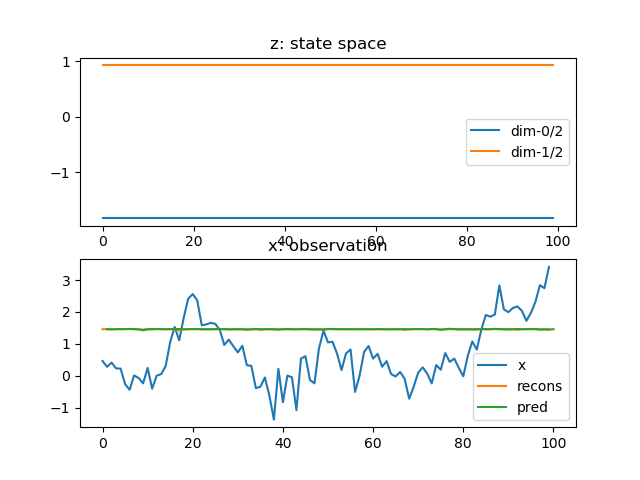 z: state space
1
0
−1
dim-0/2
dim-1/2
0 20 40 60 80 100
x: observation
3
2
1
0
−1
x
recons
pred
0 20 40 60 80 100